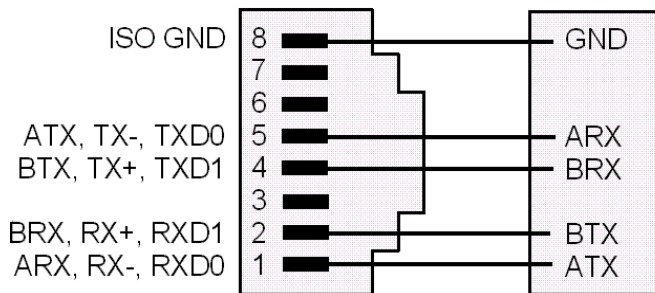 ISO GND 8 GND
7
6
ATX, TX-, TXD0 5 ARX
BTX, TX+, TXD1 4 BRX
3
BRX, RX+, RXD1 2 BTX
ARX, RX-, RXD0 1 ATX